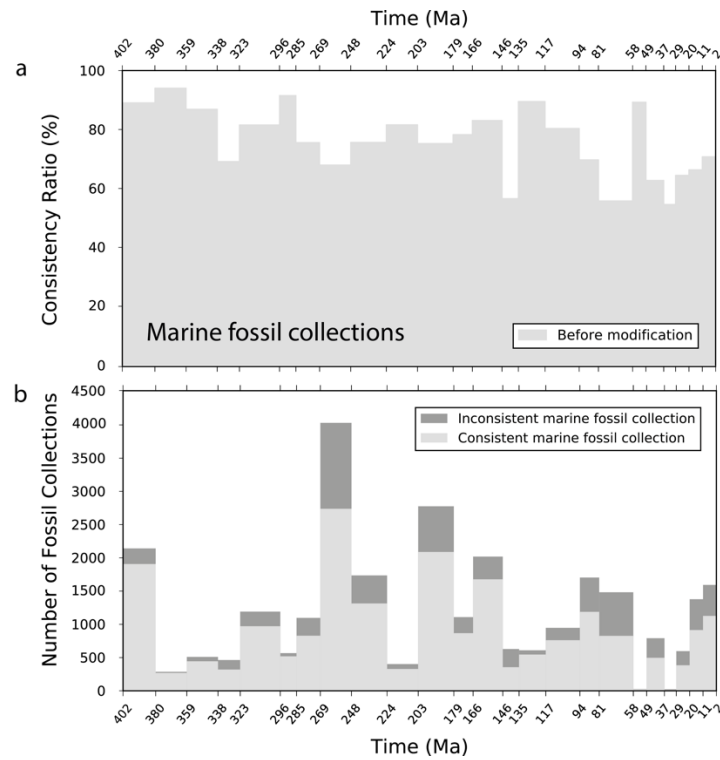 Time (Ma)
402 380 359 338 323 296 285 269 248 224 203 179 166 146 135 117 94 81 58 49 37 29 20 11 2
a
100
80
60
40
20
0
Consistency Ratio (%)
Marine fossil collections
Before modification
b
4500
4000
3500
3000
2500
2000
1500
1000
500
0
Number of Fossil Collections
Inconsistent marine fossil collection
Consistent marine fossil collection
402 380 359 338 323 296 285 269 248 224 203 179 166 146 135 117 94 81 58 49 37 29 20 11 2
Time (Ma)